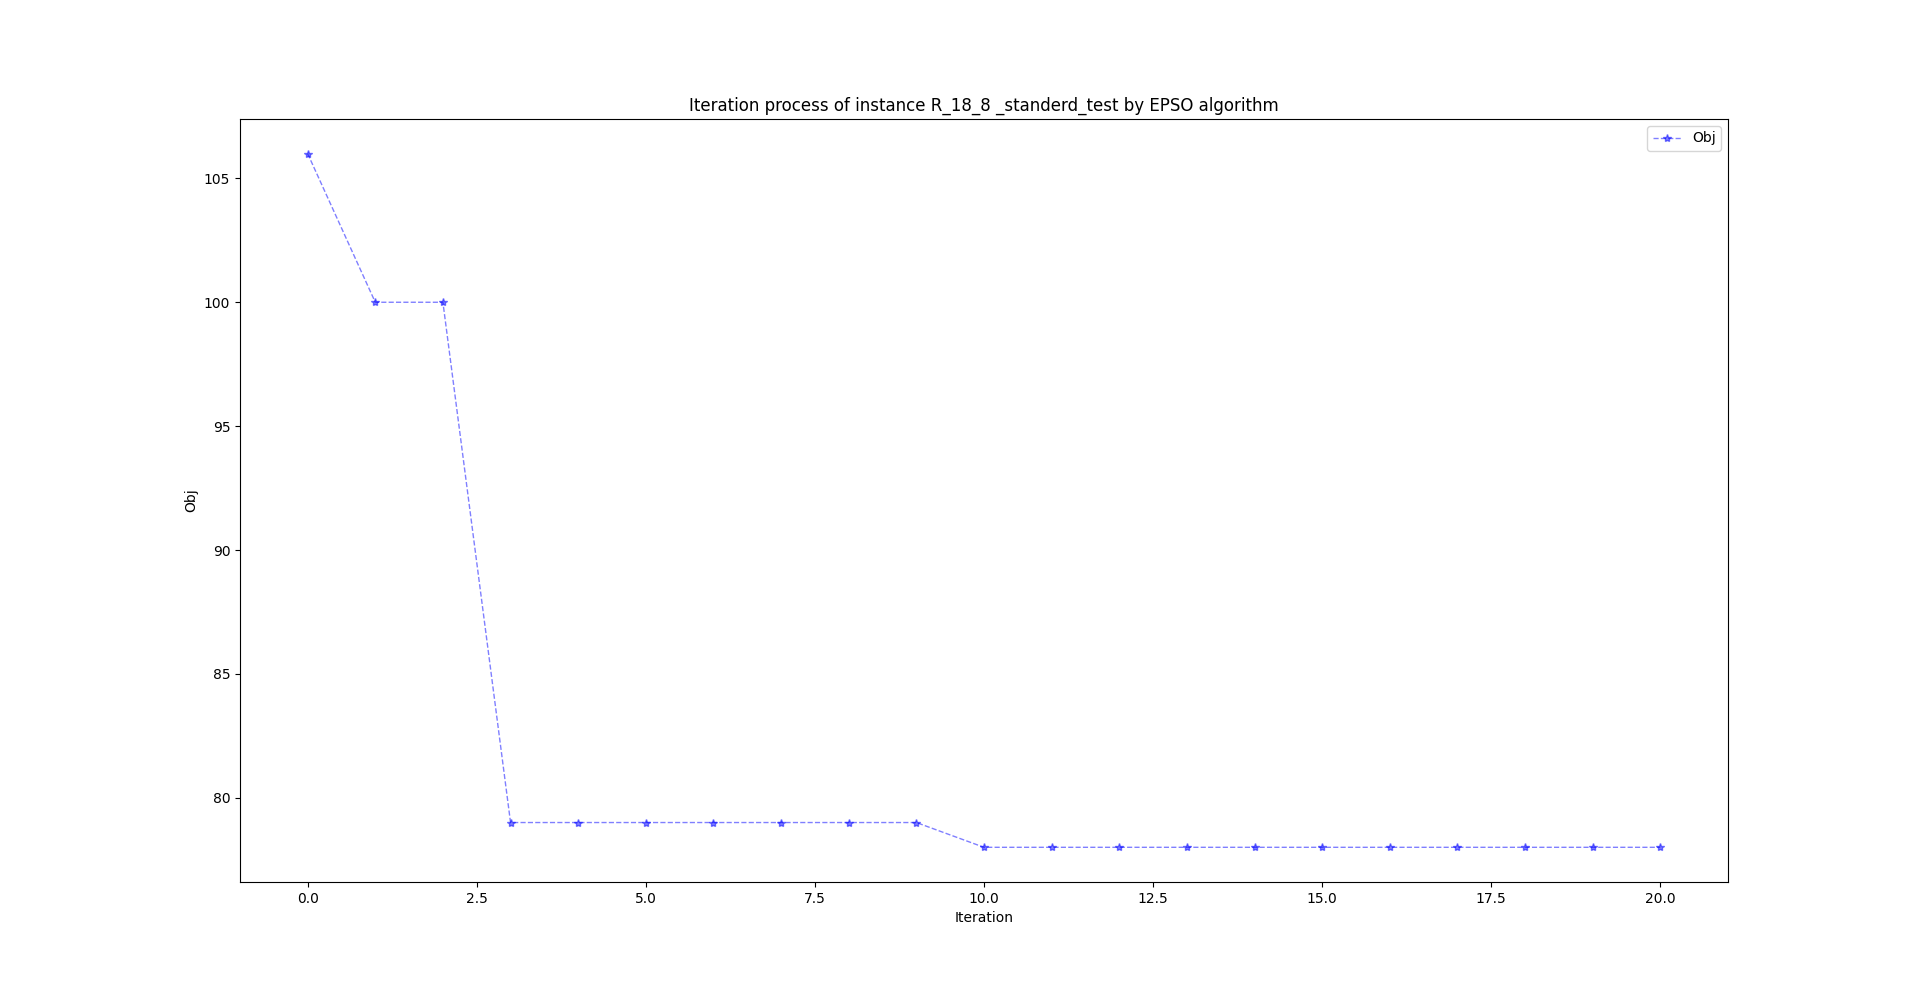 Iteration process of instance R_18_8 _standerd_test by EPSO algorithm
Obj
105
100
95
90
85
80
Obj
0.0 2.5 5.0 7.5 10.0 12.5 15.0 17.5 20.0
Iteration